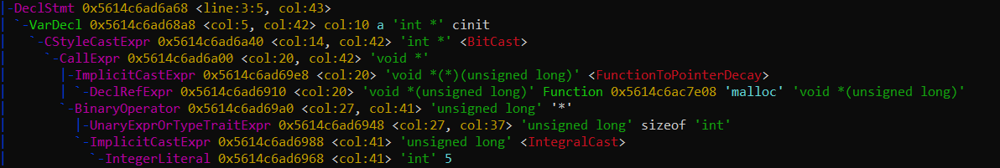 |-DeclStmt 0x5614c6ad6a68 <line:3:5, col:43>
| `-VarDecl 0x5614c6ad68a8 <col:5, col:42> col:10 a 'int *' cinit
|   `-CStyleCastExpr 0x5614c6ad6a40 <col:14, col:42> 'int *' <BitCast>
|     `-CallExpr 0x5614c6ad6a00 <col:20, col:42> 'void *'
|       |-ImplicitCastExpr 0x5614c6ad69e8 <col:20> 'void *(*)(unsigned long)' <FunctionToPointerDecay>
|       | `-DeclRefExpr 0x5614c6ad6910 <col:20> 'void *(unsigned long)' Function 0x5614c6ac7e08 'malloc' 'void *(unsigned long)'
|       `-BinaryOperator 0x5614c6ad69a0 <col:27, col:41> 'unsigned long' '*'
|         |-UnaryExprOrTypeTraitExpr 0x5614c6ad6948 <col:27, col:37> 'unsigned long' sizeof 'int'
|         `-ImplicitCastExpr 0x5614c6ad6988 <col:41> 'unsigned long' <IntegralCast>
|           `-IntegerLiteral 0x5614c6ad6968 <col:41> 'int' 5